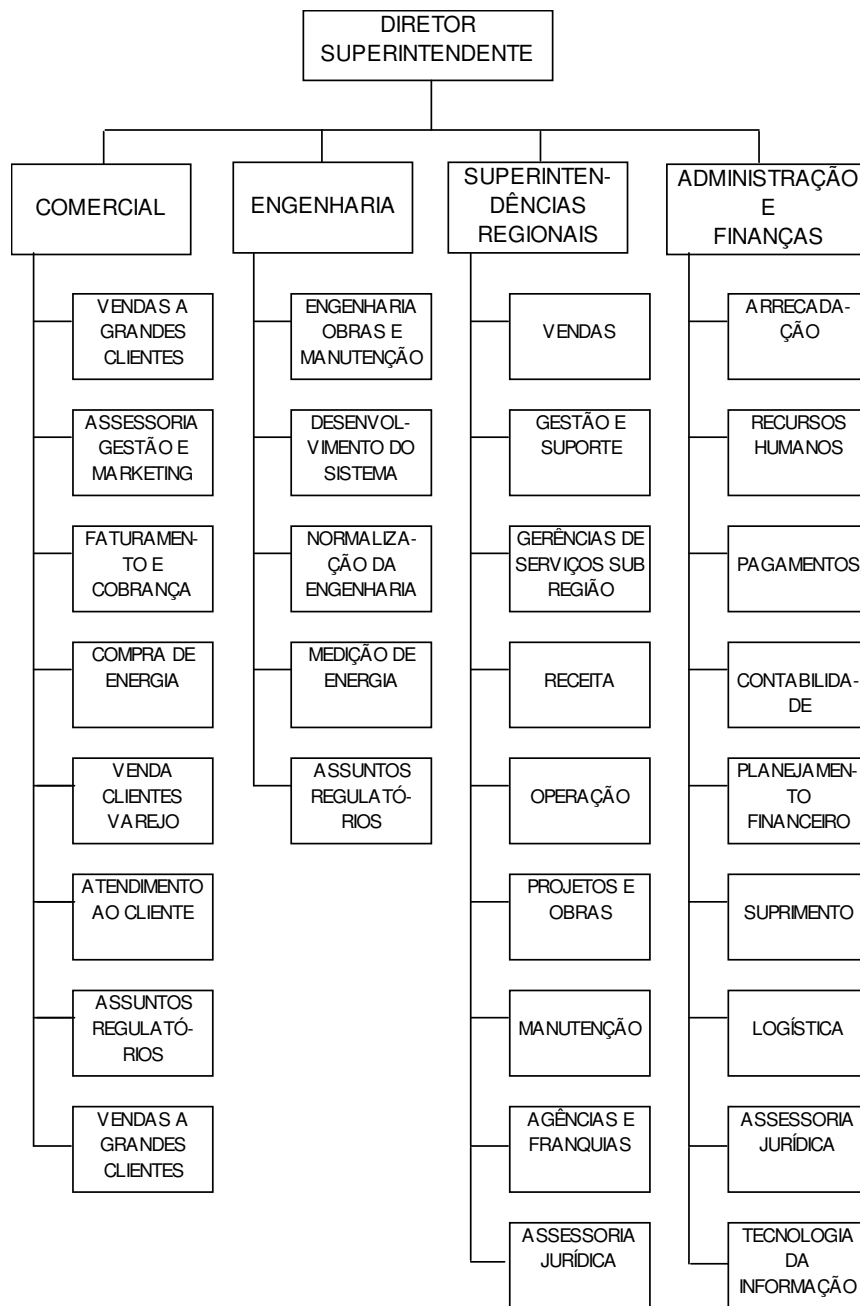 DIRETOR
SUPERINTENDENTE
COMERCIAL
ENGENHARIA
SUPERINTEN-
DÊNCIAS
REGIONAIS
ADMINISTRAÇÃO
E
FINANÇAS
VENDAS A
GRANDES
CLIENTES
ASSESSORIA
GESTÃO E
MARKETING
FATURAMEN-
TO E
COBRANÇA
COMPRA DE
ENERGIA
VENDA
CLIENTES
VAREJO
ATENDIMENTO
AO CLIENTE
ASSUNTOS
REGULATÓ-
RIOS
VENDAS A
GRANDES
CLIENTES
ENGENHARIA
OBRAS E
MANUTENÇÃO
DESENVOL-
VIMENTO DO
SISTEMA
NORMALIZA-
ÇÃO DA
ENGENHARIA
MEDIÇÃO DE
ENERGIA
ASSUNTOS
REGULATÓ-
RIOS
VENDAS
GESTÃO E
SUPORTE
GERÊNCIAS DE
SERVIÇOS SUB
REGIÃO
RECEITA
OPERAÇÃO
PROJETOS E
OBRAS
MANUTENÇÃO
AGÊNCIAS E
FRANQUIAS
ASSESSORIA
JURÍDICA
ARRECADA-
ÇÃO
RECURSOS
HUMANOS
PAGAMENTOS
CONTABILIDA-
DE
PLANEJAMEN-
TO
FINANCEIRO
SUPRIMENTO
LOGÍSTICA
ASSESSORIA
JURÍDICA
TECNOLOGIA
DA
INFORMAÇÃO